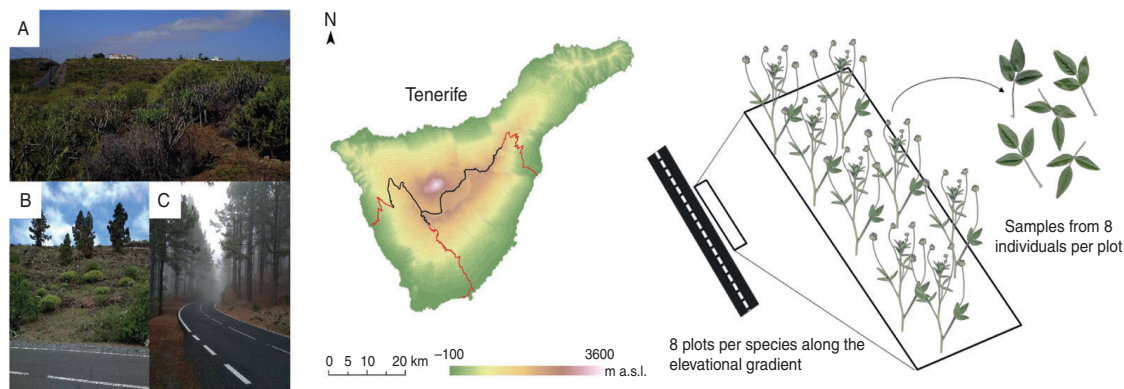 A
B
C
N
Tenerife
0 5 10 20 km
−100
3600
m a.s.l.
8 plots per species along the
elevational gradient
Samples from 8
individuals per plot